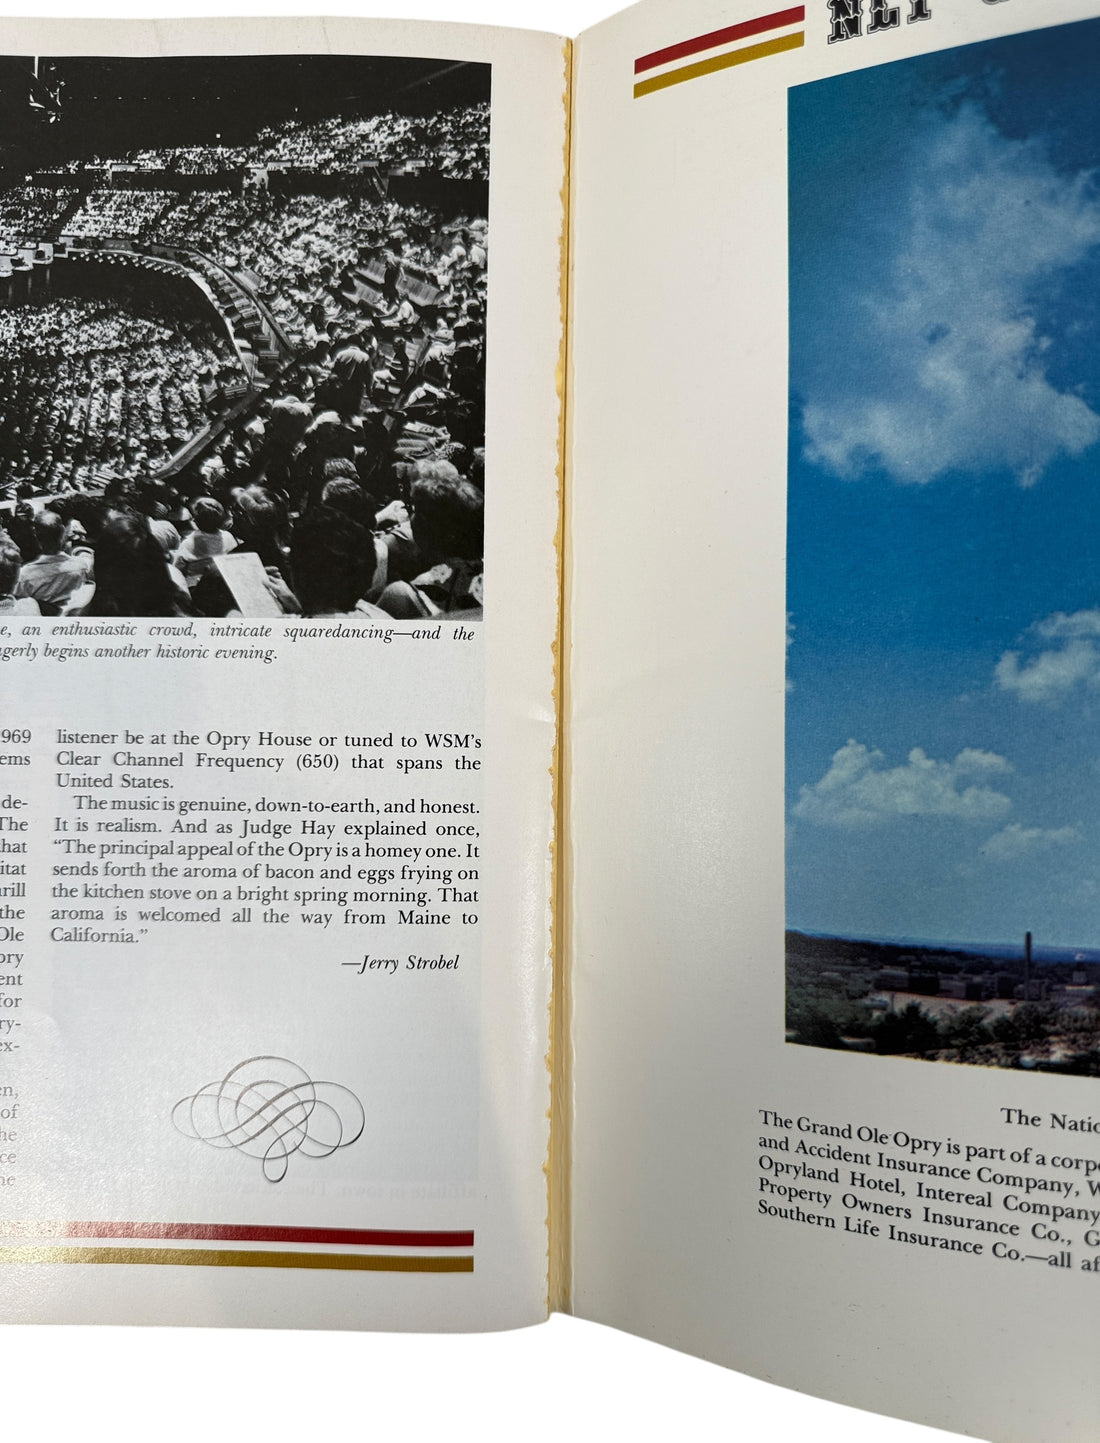 e, an enthusiastic crowd, intricate squaredancing—and the
gerly begins another historic evening.
969
ems
de-
The
hat
itat
rill
the
Ole
ory
ent
for
ry-
ex-
en,
of
he
ce
ne
listener be at the Opry House or tuned to WSM's
Clear Channel Frequency (650) that spans the
United States.
The music is genuine, down-to-earth, and honest.
It is realism. And as Judge Hay explained once,
“The principal appeal of the Opry is a homey one. It
sends forth the aroma of bacon and eggs frying on
the kitchen stove on a bright spring morning. That
aroma is welcomed all the way from Maine to
California.”
—Jerry Strobel
NLT
The Natio
The Grand Ole Opry is part of a corp
and Accident Insurance Company, W
Opryland Hotel, Intereal Company
Property Owners Insurance Co., G
Southern Life Insurance Co.—all af